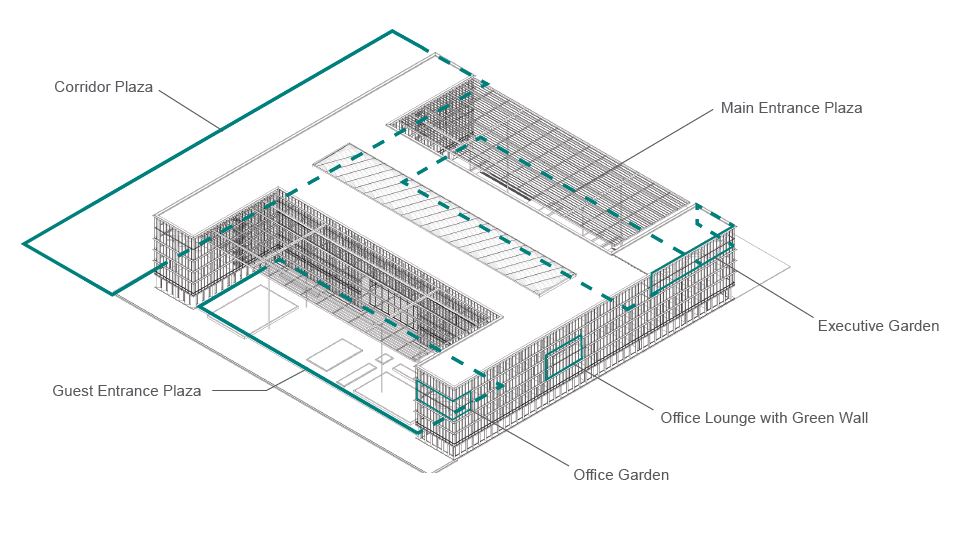 Corridor Plaza
Main Entrance Plaza
Executive Garden
Guest Entrance Plaza
Office Lounge with Green Wall
Office Garden